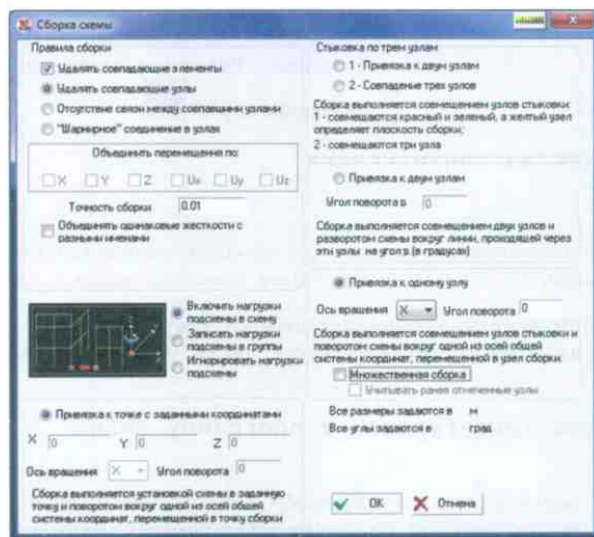 Сборка схемы
Правила сборки
Удалять совпадающие элементы
Удалять совпадающие узлы
Отсутствие связи между совпавшими узлами
"Шарнирное" соединение в узлах
Объединить перемещения по:
X Y Z Ux Uy Uz
Точность сборки 0.01
Объединять одинаковые жесткости с
разными именами
Включить нагрузки
подсхемы в схему
Записать нагрузки
подсхемы в группы
Игнорировать нагрузки
подсхемы
Привязка к точке с заданными координатами
X 0 Y 0 Z 0
Ось вращения X Угол поворота 0
Сборка выполняется установкой схемы в заданную
точку и поворотом вокруг одной из осей общей
системы координат, перемещенной в точку сборки
Стыковка по трем узлам
1 - Привязка к двум узлам
2 - Совпадение трех узлов
Сборка выполняется совмещением узлов стыковки:
1 - совмещаются красный и зеленый, а желтый узел
определяет плоскость сборки;
2 - совмещаются три узла
Привязка к двум узлам
Угол поворота в 0
Сборка выполняется совмещением двух узлов и
разворотом схемы вокруг линии, проходящей через
эти узлы на угол в (в градусах)
Привязка к одному узлу
Ось вращения X Угол поворота 0
Сборка выполняется совмещением узлов стыковки и
поворотом схемы вокруг одной из осей общей
системы координат, перемещенной в узел сборки.
Множественная сборка
Учитывать ранее отмеченные узлы
Все размеры задаются в м
Все углы задаются в град
OK Отмена